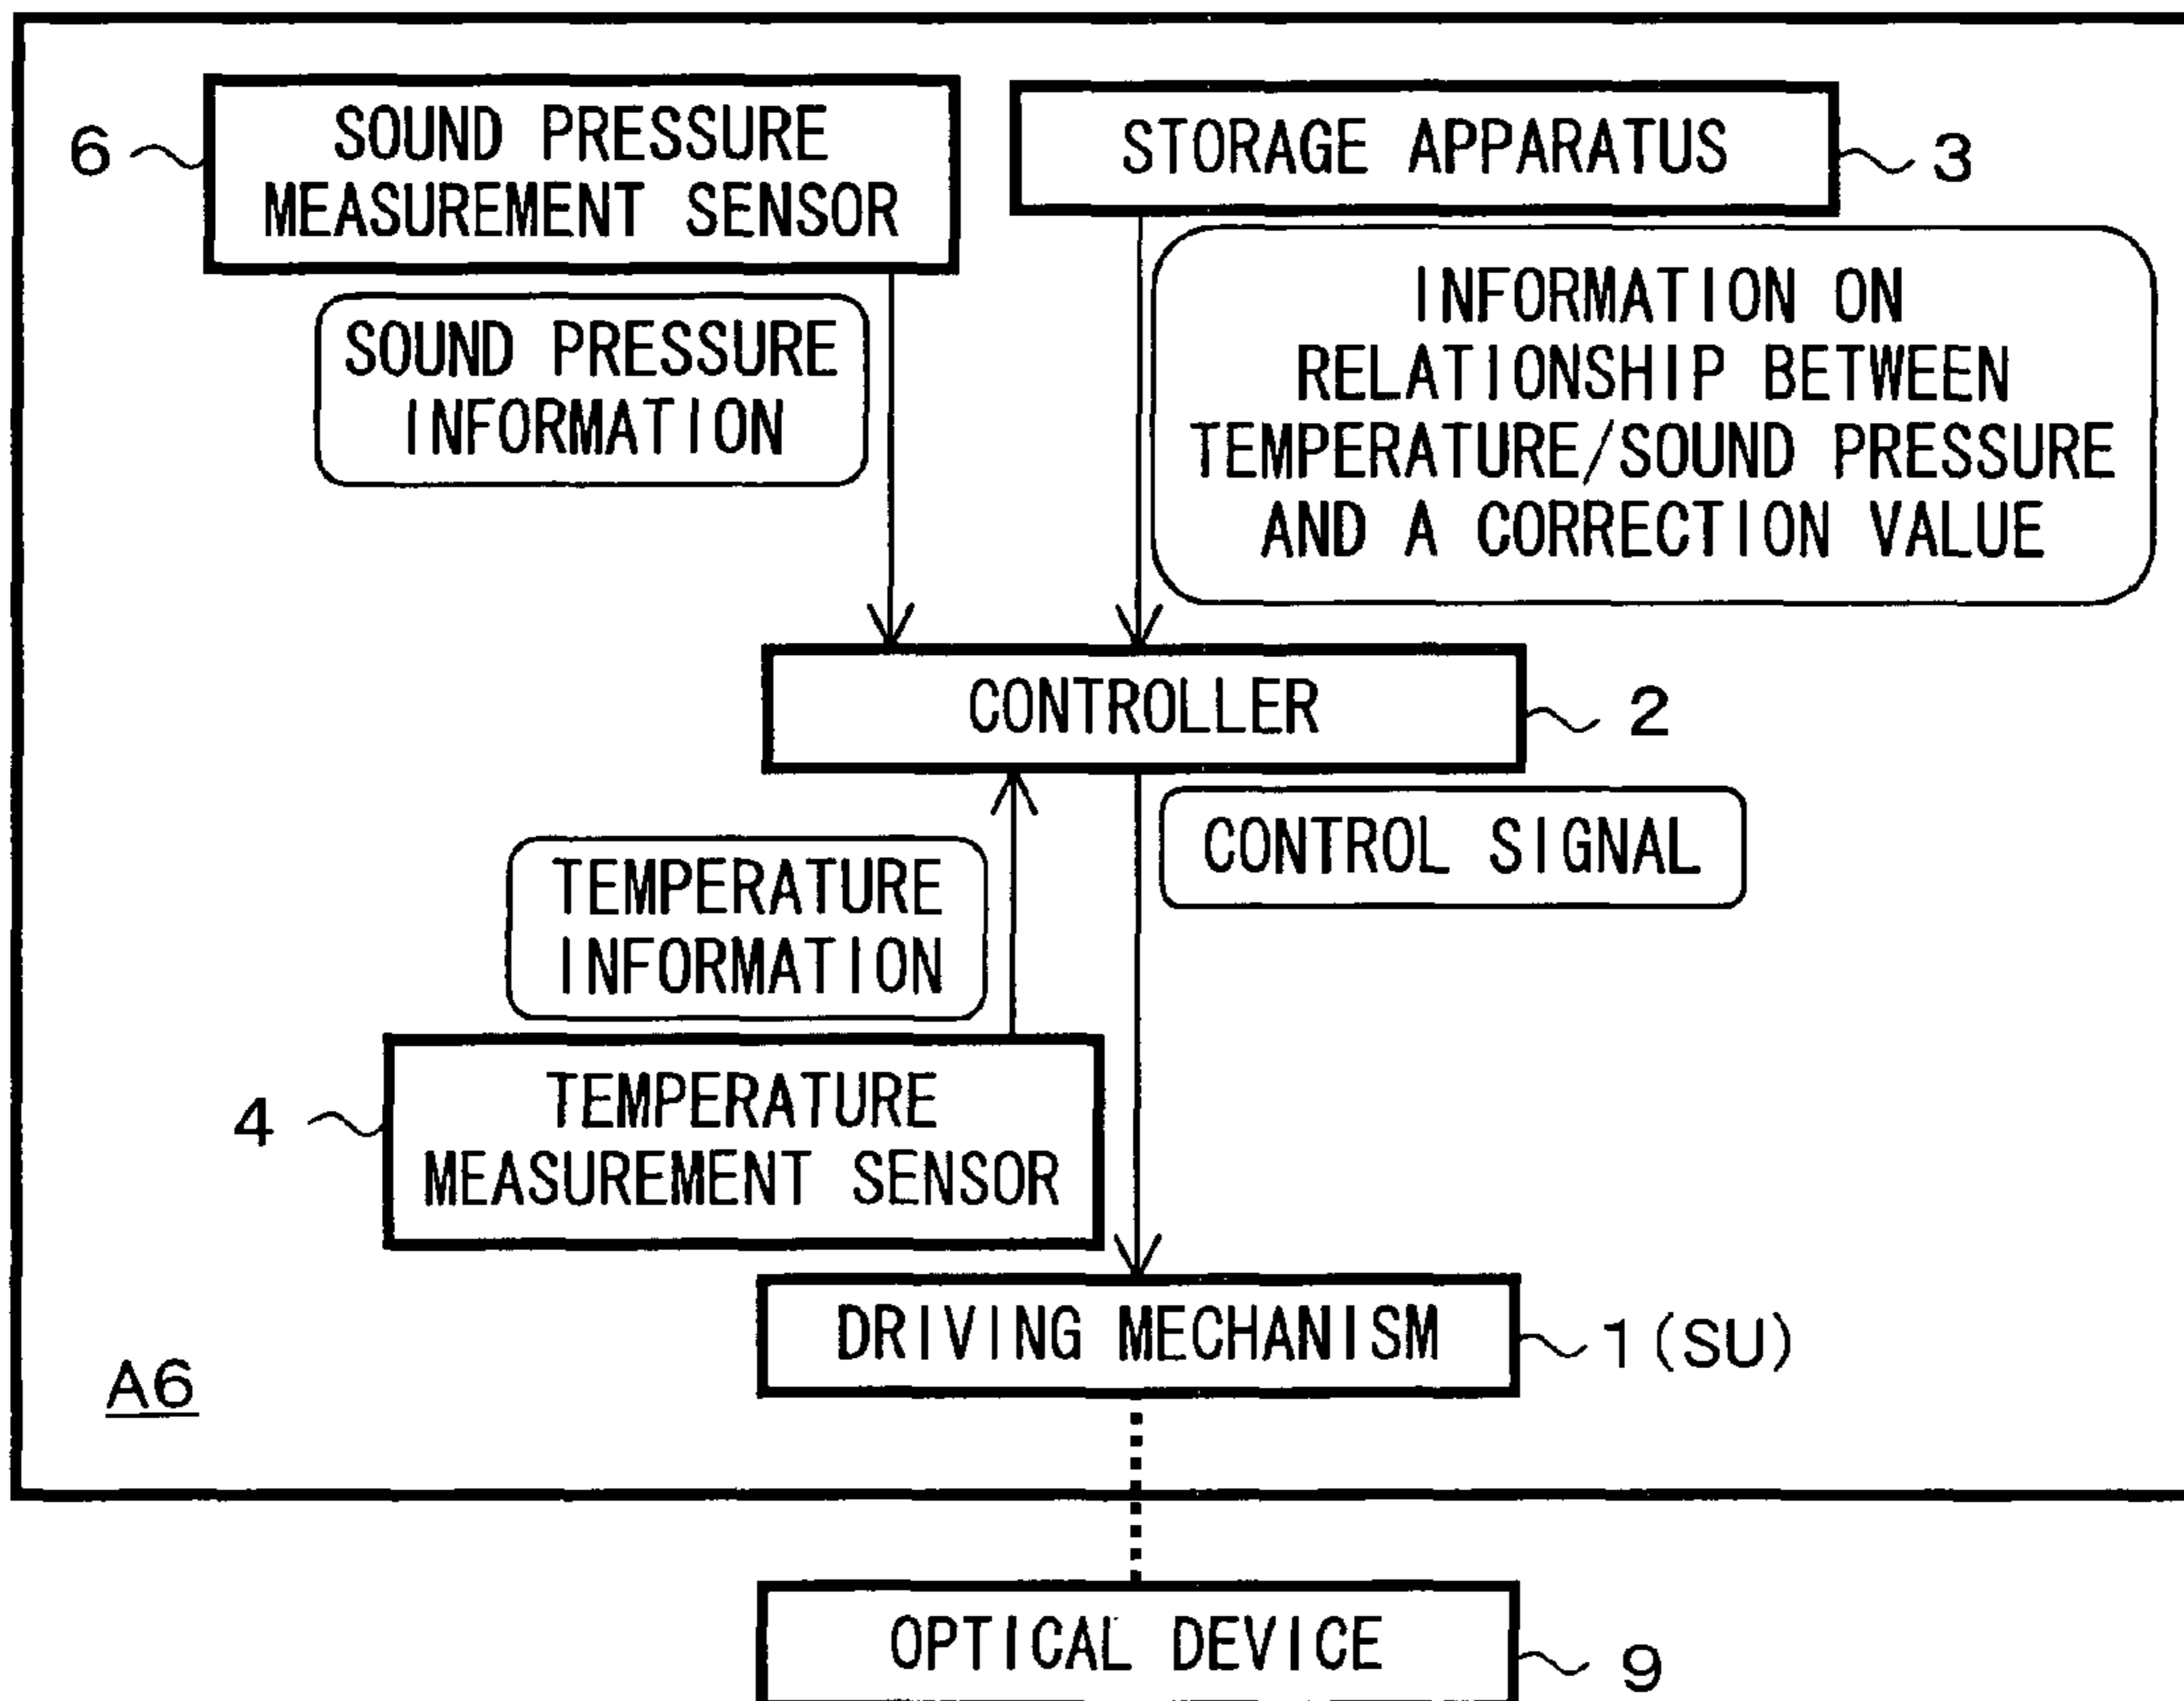 6
SOUND PRESSURE
MEASUREMENT SENSOR
STORAGE APPARATUS
3
SOUND PRESSURE
INFORMATION
INFORMATION ON
RELATIONSHIP BETWEEN
TEMPERATURE/SOUND PRESSURE
AND A CORRECTION VALUE
CONTROLLER
2
CONTROL SIGNAL
TEMPERATURE
INFORMATION
4
TEMPERATURE
MEASUREMENT SENSOR
DRIVING MECHANISM
1(SU)
A6
OPTICAL DEVICE
9